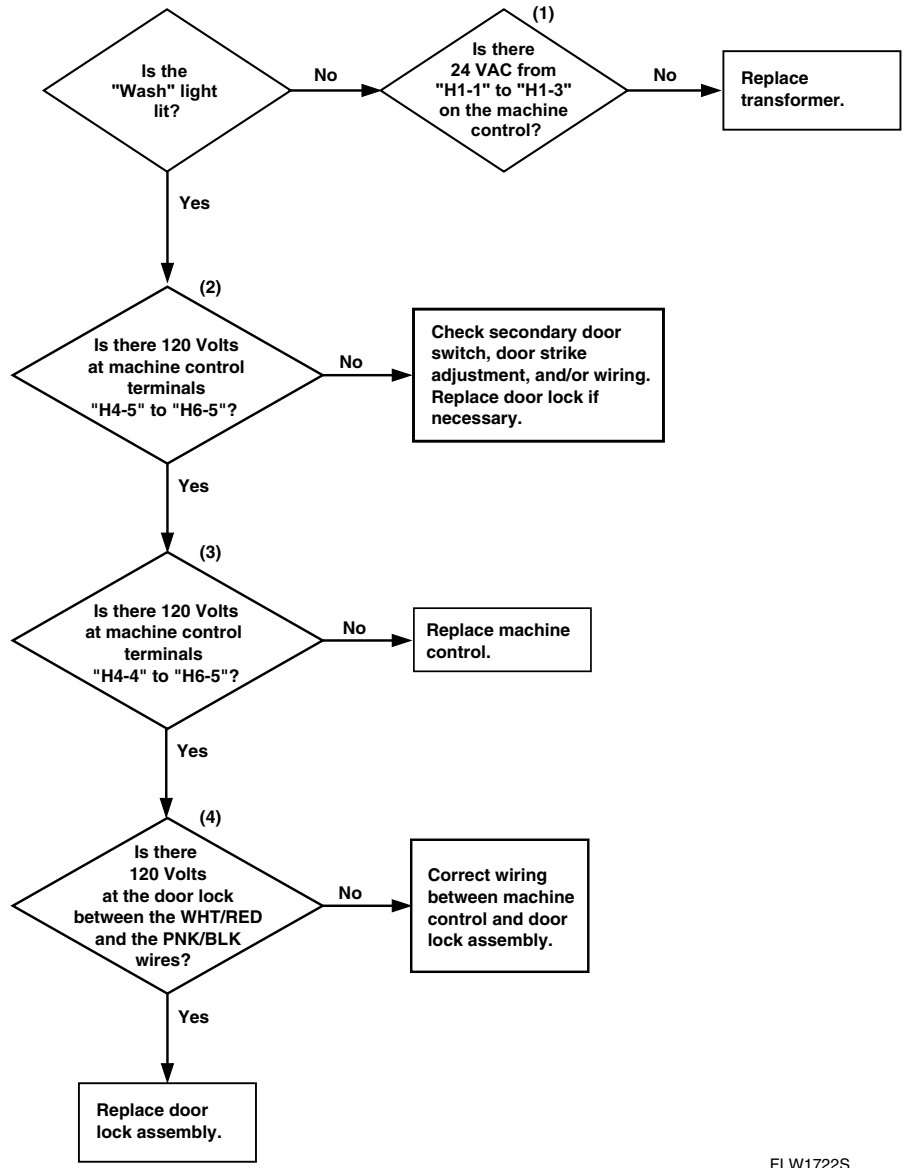 (1)
Is the
"Wash" light
lit?
No
Is there
24 VAC from
"H1-1" to "H1-3"
on the machine
control?
No
Replace
transformer.
Yes
(2)
Is there 120 Volts
at machine control
terminals
"H4-5" to "H6-5"?
No
Check secondary door
switch, door strike
adjustment, and/or wiring.
Replace door lock if
necessary.
Yes
(3)
Is there 120 Volts
at machine control
terminals
"H4-4" to "H6-5"?
No
Replace machine
control.
Yes
(4)
Is there
120 Volts
at the door lock
between the WHT/RED
and the PNK/BLK
wires?
No
Correct wiring
between machine
control and door
lock assembly.
Yes
Replace door
lock assembly.
FLW1722S